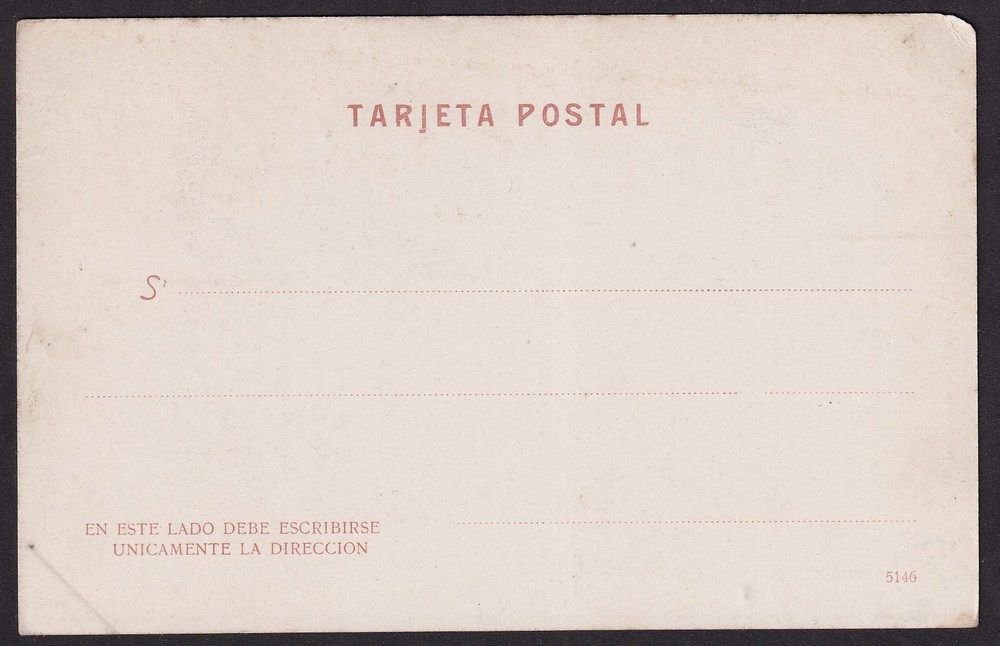 TARJETA POSTAL
S'
EN ESTE LADO DEBE ESCRIBIRSE
UNICAMENTE LA DIRECCION
5146